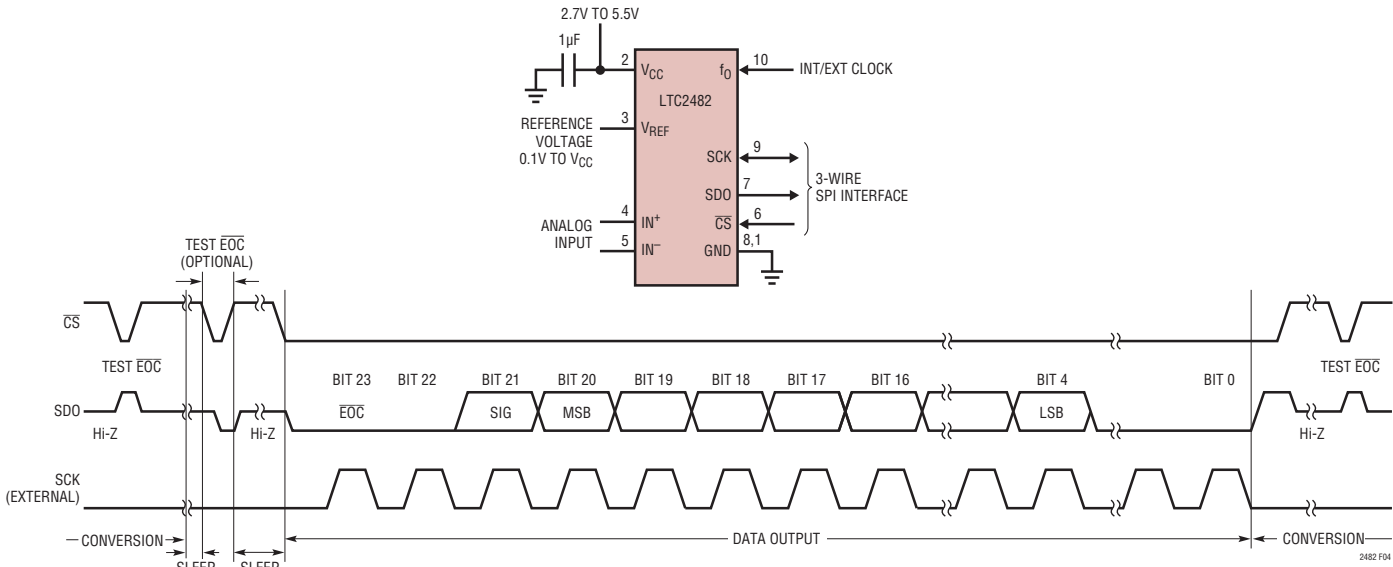 2.7V TO 5.5V
1µF
2
VCC
fO
10
INT/EXT CLOCK
LTC2482
REFERENCE
VOLTAGE
0.1V TO VCC
3
VREF
SCK
9
SDO
7
3-WIRE
SPI INTERFACE
ANALOG
INPUT
4
IN+
CS
6
5
IN−
GND
8,1
TEST EOC
(OPTIONAL)
CS
TEST EOC
BIT 23
BIT 22
BIT 21
BIT 20
BIT 19
BIT 18
BIT 17
BIT 16
BIT 4
BIT 0
TEST EOC
SDO
EOC
SIG
MSB
LSB
Hi-Z
Hi-Z
Hi-Z
SCK
(EXTERNAL)
CONVERSION
DATA OUTPUT
CONVERSION
SLEEP
SLEEP
2482 F04